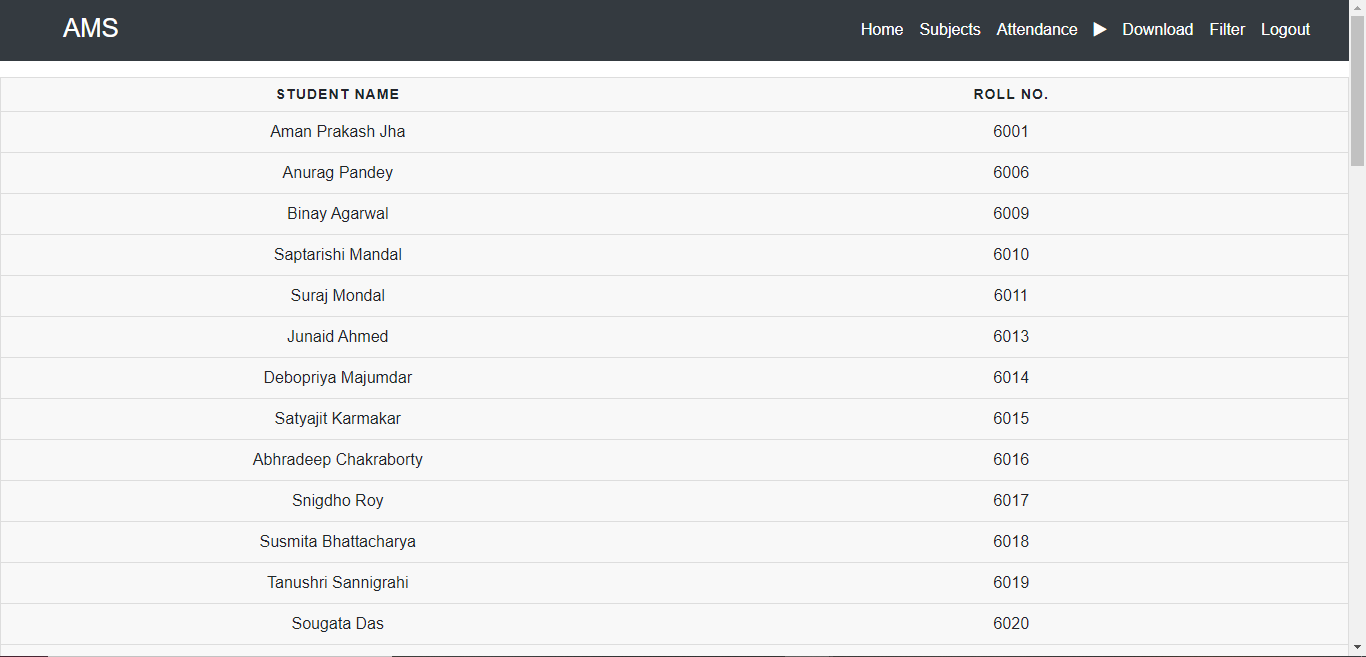 AMS Home Subjects Attendance ▶ Download Filter Logout
STUDENT NAME ROLL NO.
Aman Prakash Jha 6001
Anurag Pandey 6006
Binay Agarwal 6009
Saptarishi Mandal 6010
Suraj Mondal 6011
Junaid Ahmed 6013
Debopriya Majumdar 6014
Satyajit Karmakar 6015
Abhradeep Chakraborty 6016
Snigdho Roy 6017
Susmita Bhattacharya 6018
Tanushri Sannigrahi 6019
Sougata Das 6020